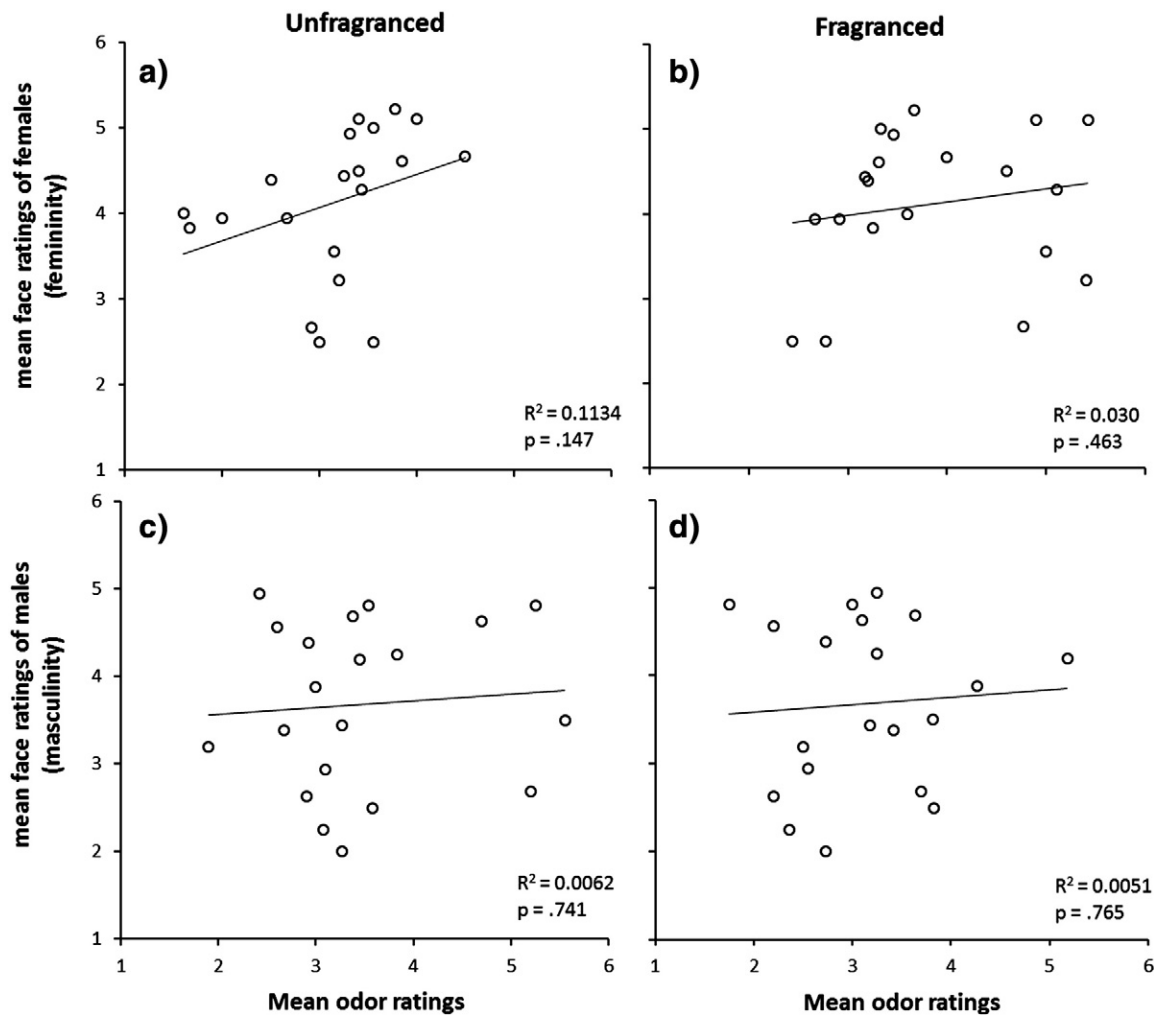 Unfragranced
Fragranced
a)
b)
6
5
4
3
2
1
mean face ratings of females
(femininity)
R² = 0.1134
p = .147
R² = 0.030
p = .463
c)
d)
6
5
4
3
2
1
mean face ratings of males
(masculinity)
R² = 0.0062
p = .741
R² = 0.0051
p = .765
1 2 3 4 5 6
1 2 3 4 5 6
Mean odor ratings
Mean odor ratings